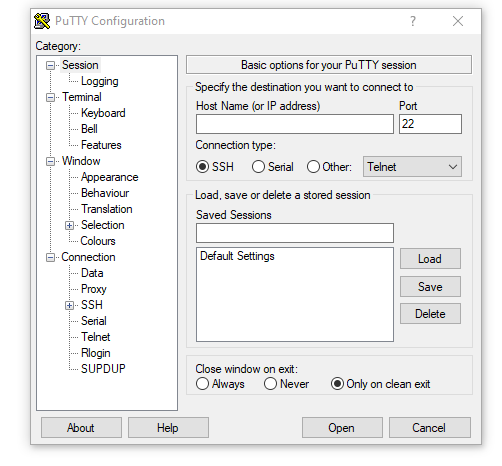 PuTTY Configuration
Category:
Session
Logging
Terminal
Keyboard
Bell
Features
Window
Appearance
Behaviour
Translation
Selection
Colours
Connection
Data
Proxy
SSH
Serial
Telnet
Rlogin
SUPDUP
Basic options for your PuTTY session
Specify the destination you want to connect to
Host Name (or IP address) Port
22
Connection type:
SSH Serial Other: Telnet
Load, save or delete a stored session
Saved Sessions
Default Settings
Load
Save
Delete
Close window on exit:
Always Never Only on clean exit
About Help Open Cancel